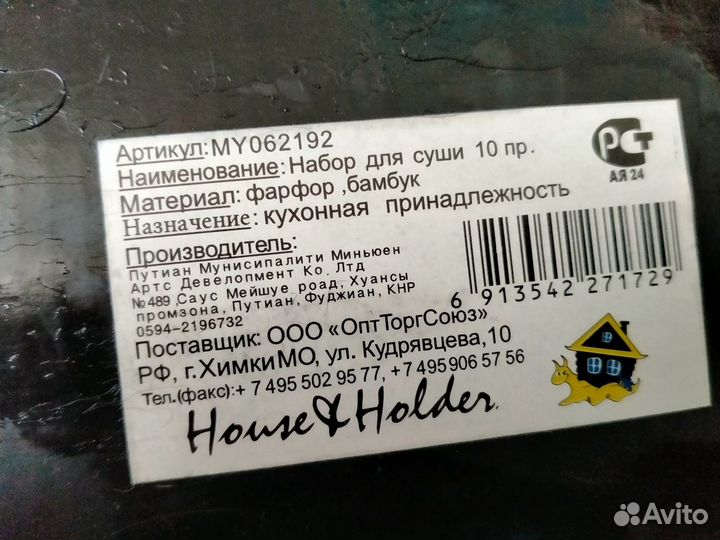 Артикул:MY062192
Наименование:Набор для суши 10 пр.
Материал: фарфор ,бамбук
Назначение: кухонная принадлежность
Производитель:
Путиан Мунисипалити Миньюен
Артс Девелопмент Ко. Лтд
№489 Саус Мейшуе роад, Хуансы
промзона, Путиан, Фуджиан, КНР
0594-2196732
Поставщик: ООО «ОптТоргСоюз»
РФ, г.ХимкиМО, ул. Кудрявцева,10
Тел.(факс):+ 7 495 502 95 77, +7 495 906 57 56
House & Holder
РСТ
АЯ 24
6 913542 271729
Avito